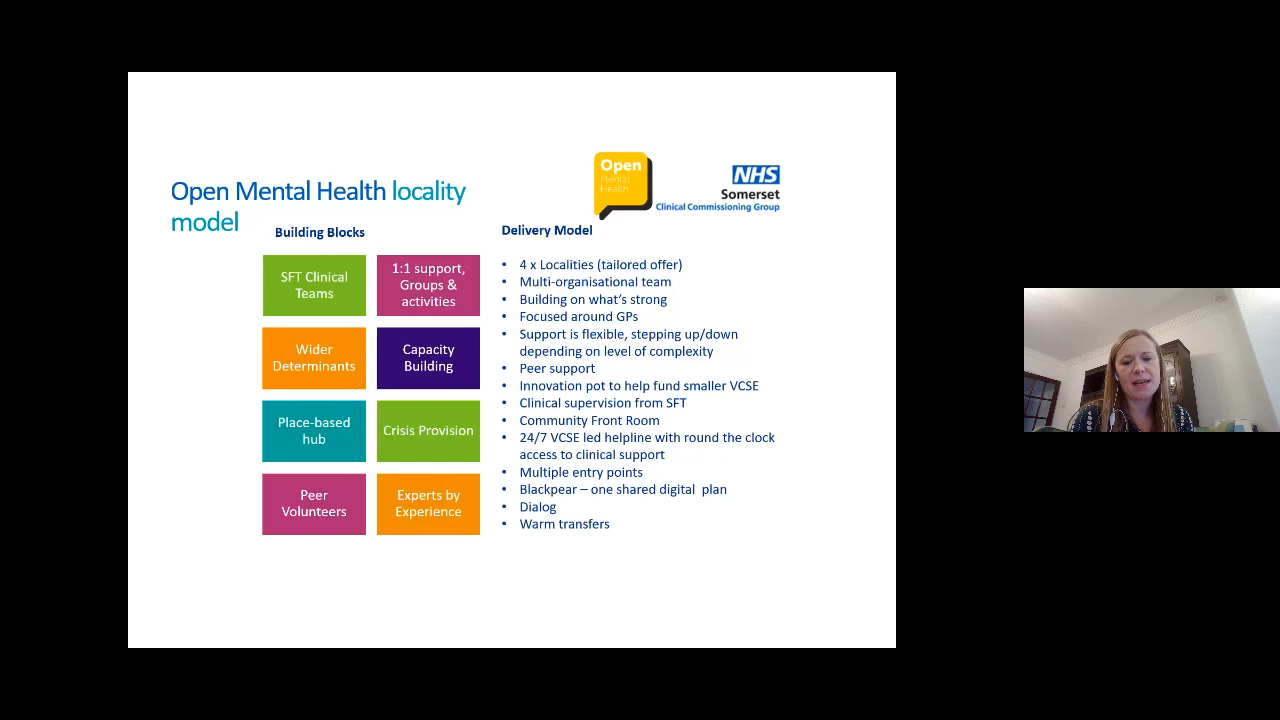 Open Mental Health locality
model
Open
Mental
Health
NHS
Somerset
Clinical Commissioning Group
Building Blocks
SFT Clinical
Teams
1:1 support,
Groups &
activities
Wider
Determinants
Capacity
Building
Place-based
hub
Crisis Provision
Peer
Volunteers
Experts by
Experience
Delivery Model
• 4 x Localities (tailored offer)
• Multi-organisational team
• Building on what's strong
• Focused around GPs
• Support is flexible, stepping up/down
depending on level of complexity
• Peer support
• Innovation pot to help fund smaller VCSE
• Clinical supervision from SFT
• Community Front Room
• 24/7 VCSE led helpline with round the clock
access to clinical support
• Multiple entry points
• Blackpear – one shared digital plan
• Dialog
• Warm transfers